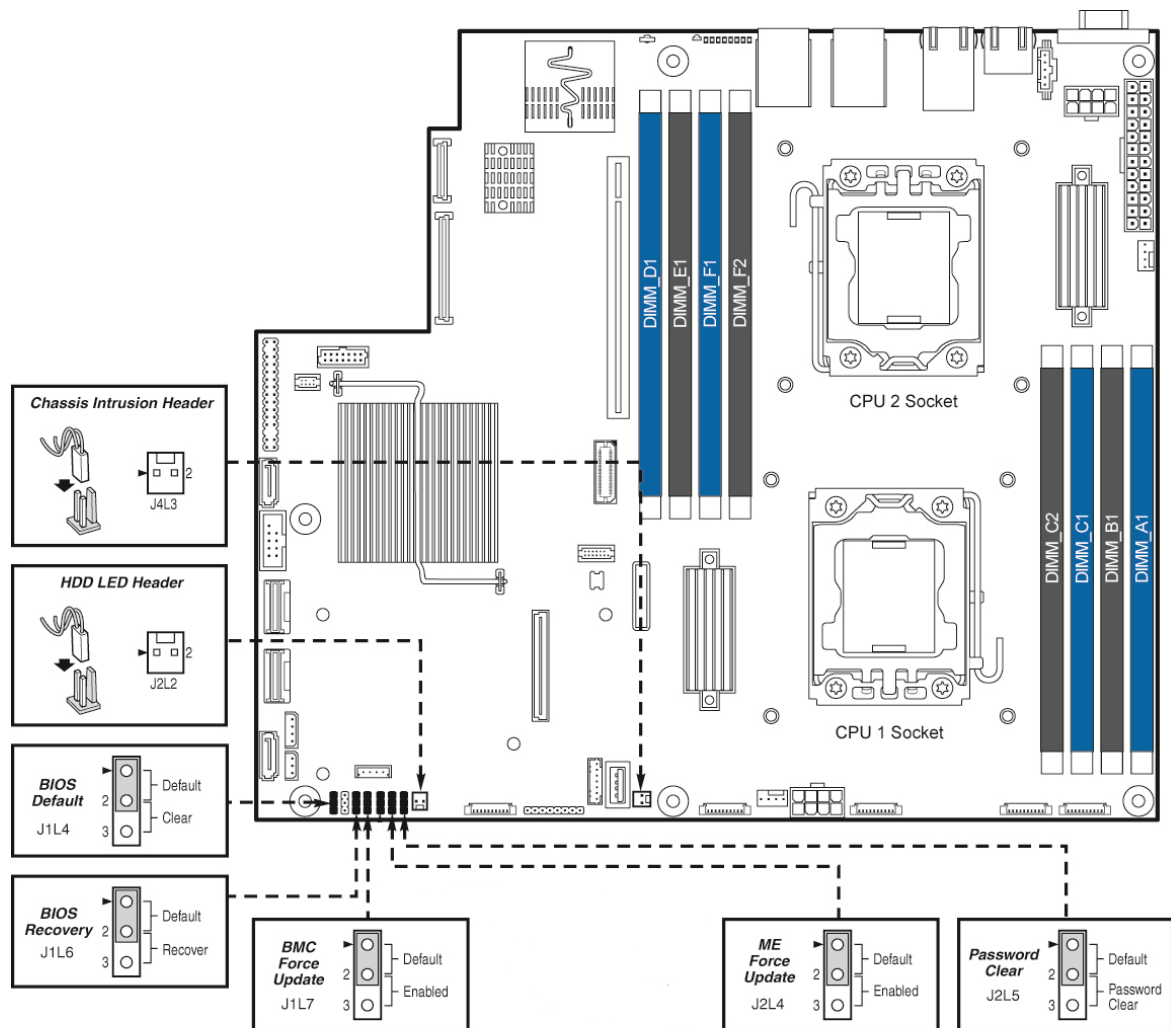 DIMM_D1
DIMM_E1
DIMM_F1
DIMM_F2
CPU 2 Socket
DIMM_C2
DIMM_C1
DIMM_B1
DIMM_A1
CPU 1 Socket
Chassis Intrusion Header
2
J4L3
HDD LED Header
2
J2L2
BIOS
Default
J1L4
2
3
Default
Clear
BIOS
Recovery
J1L6
2
3
Default
Recover
BMC
Force
Update
J1L7
2
3
Default
Enabled
ME
Force
Update
J2L4
2
3
Default
Enabled
Password
Clear
J2L5
2
3
Default
Password
Clear